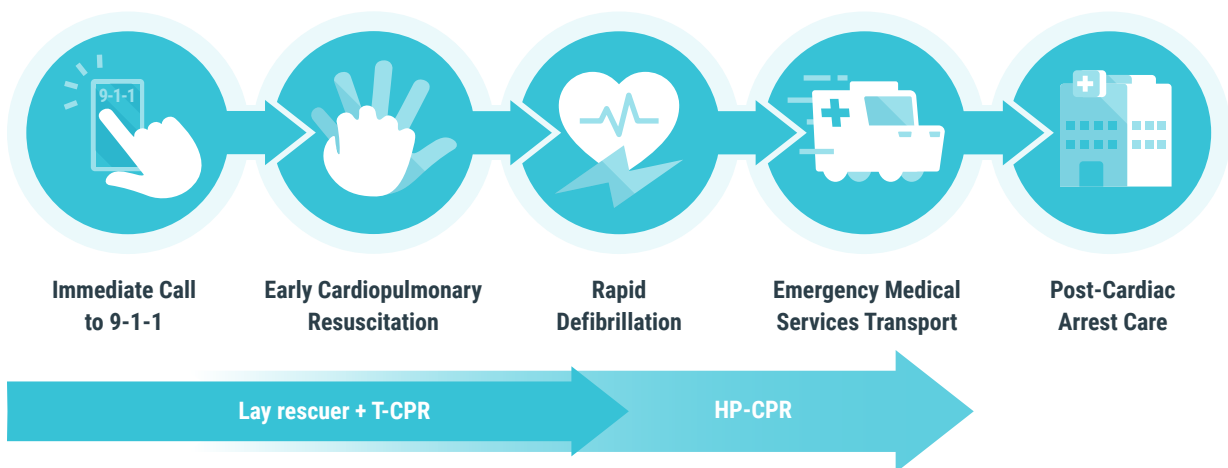 9-1-1
Immediate Call
to 9-1-1
Early Cardiopulmonary
Resuscitation
Rapid
Defibrillation
Emergency Medical
Services Transport
Post-Cardiac
Arrest Care
Lay rescuer + T-CPR
HP-CPR